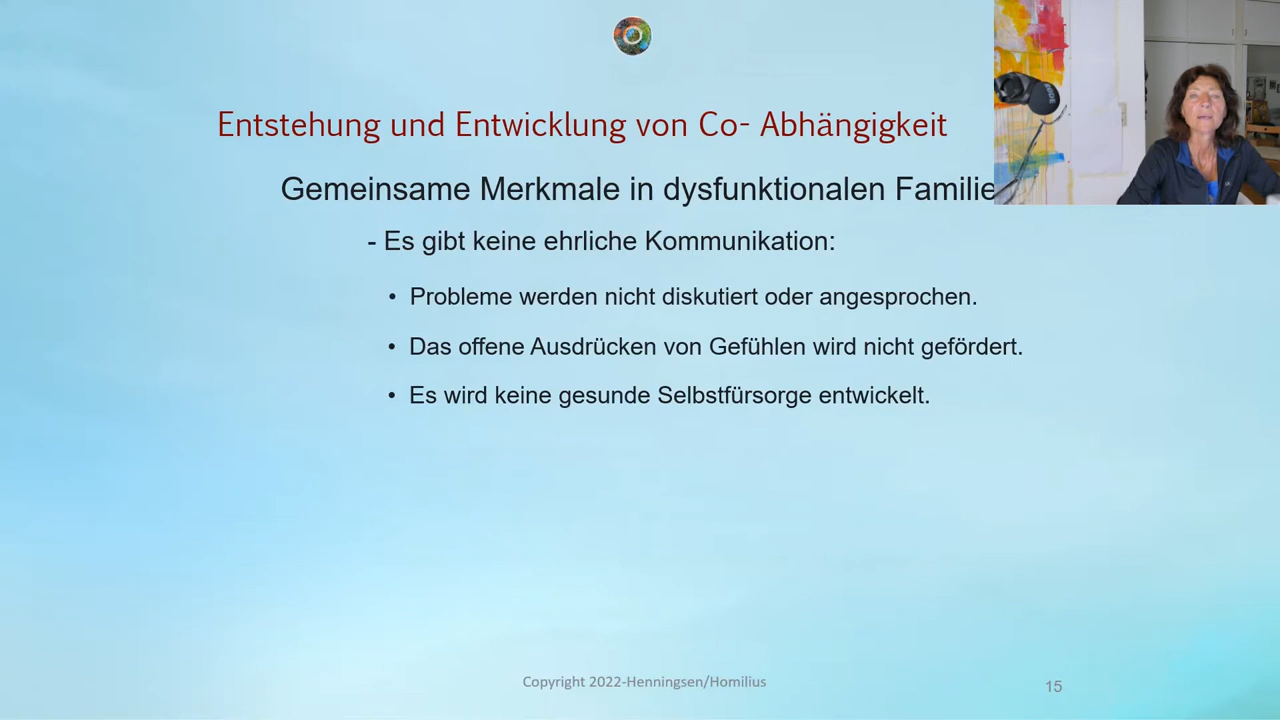 Entstehung und Entwicklung von Co- Abhängigkeit
Gemeinsame Merkmale in dysfunktionalen Familie
- Es gibt keine ehrliche Kommunikation:
• Probleme werden nicht diskutiert oder angesprochen.
• Das offene Ausdrücken von Gefühlen wird nicht gefördert.
• Es wird keine gesunde Selbstfürsorge entwickelt.
Copyright 2022-Henningsen/Homilius
15